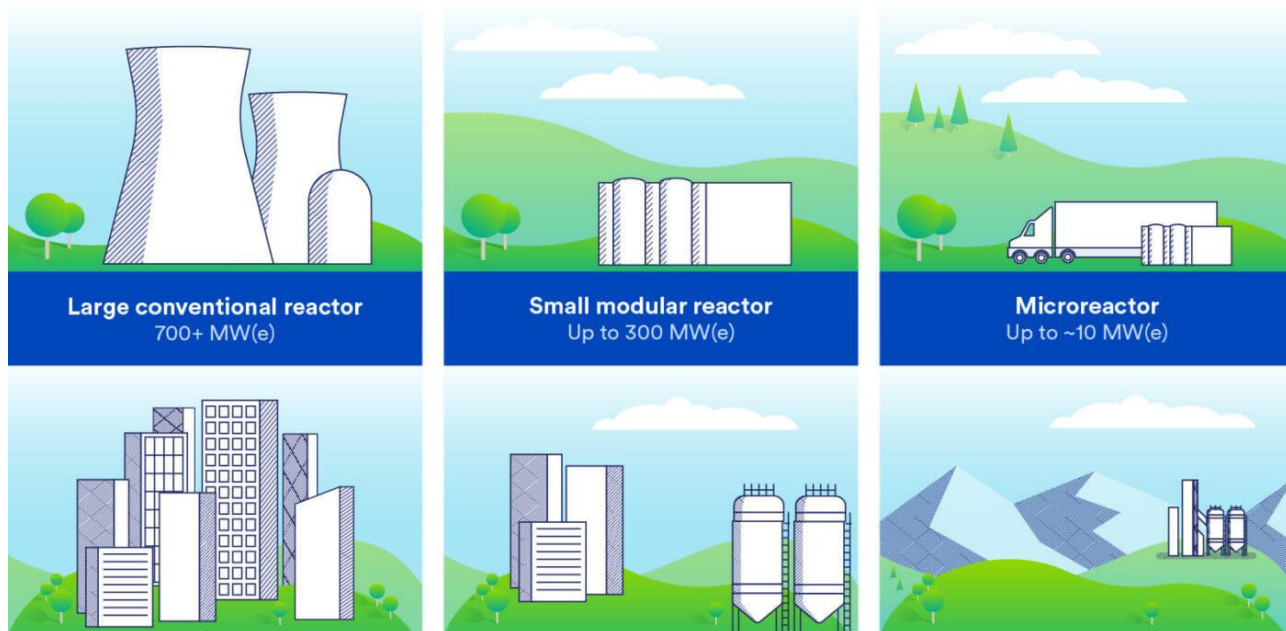 Large conventional reactor
700+ MW(e)
Small modular reactor
Up to 300 MW(e)
Microreactor
Up to ~10 MW(e)